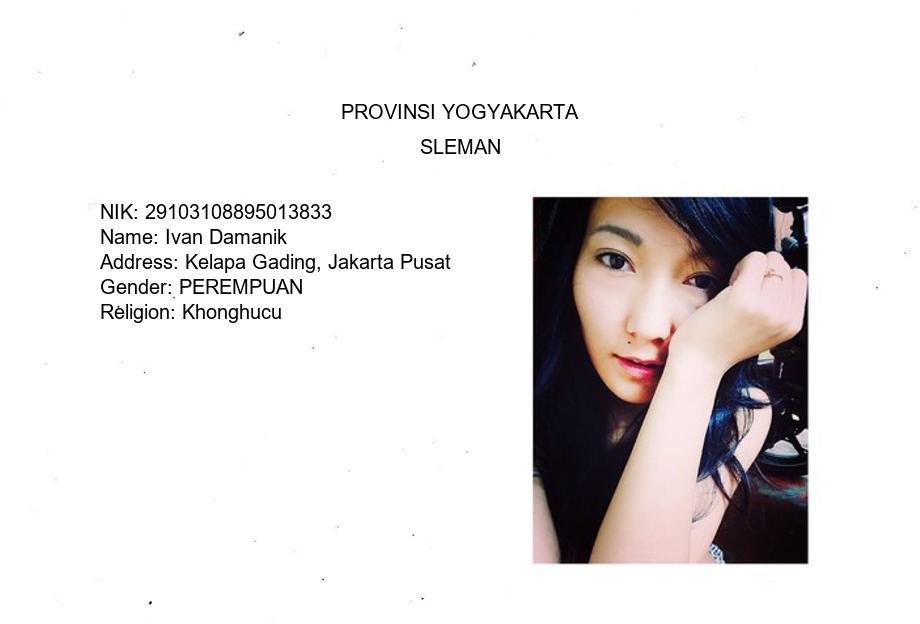 PROVINSI YOGYAKARTA
SLEMAN
NIK: 29103108895013833
Name: Ivan Damanik
Address: Kelapa Gading, Jakarta Pusat
Gender: PEREMPUAN
Religion: Khonghucu